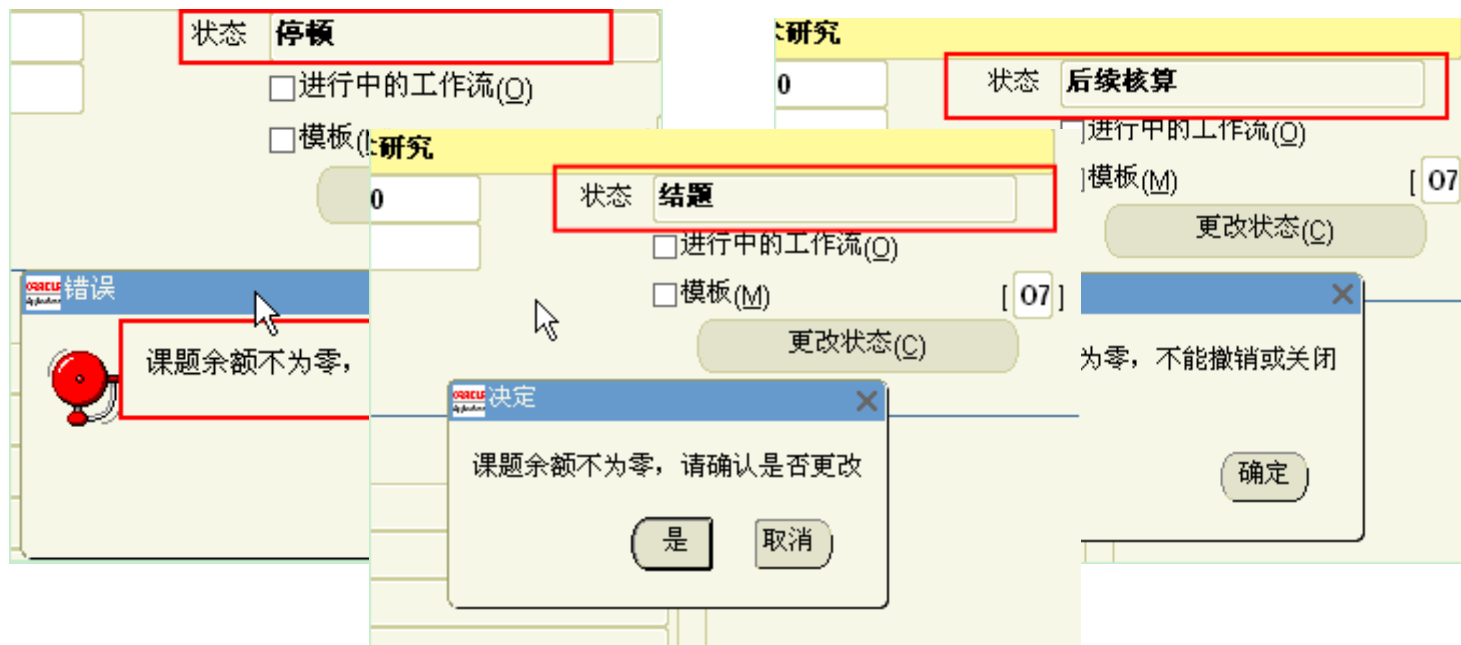 状态 停顿
进行中的工作流(O)
模板(
错误
课题余额不为零，
术研究
0
状态 结题
进行中的工作流(O)
模板(M) [ 07 ]
更改状态(C)
决定
课题余额不为零，请确认是否更改
是 取消
术研究
0
状态 后续核算
进行中的工作流(O)
模板(M) [ 07
更改状态(C)
为零，不能撤销或关闭
确定